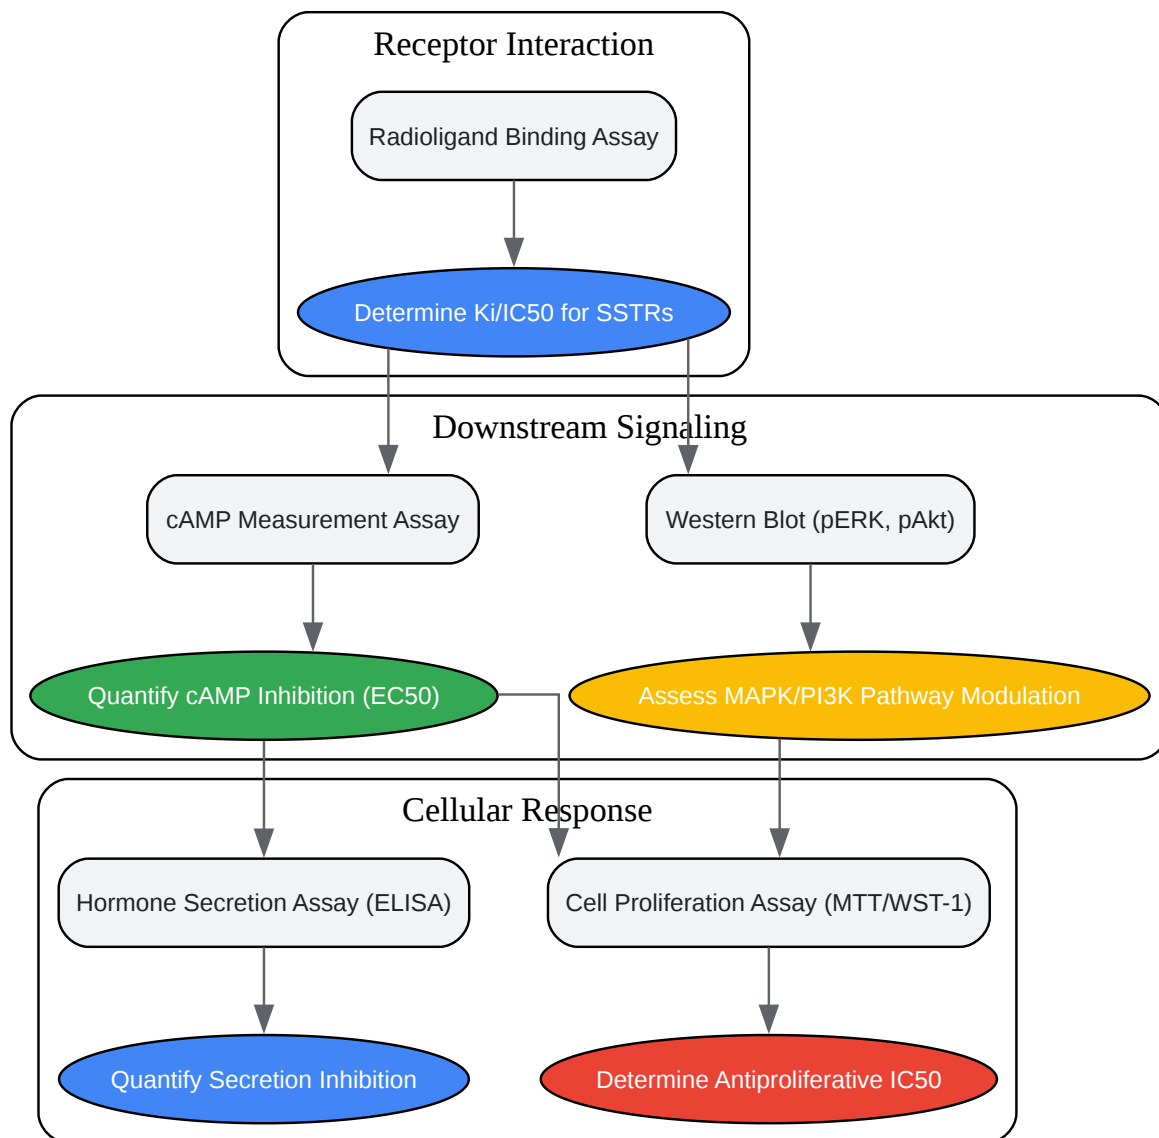 Receptor Interaction
Radioligand Binding Assay
Determine Ki/IC50 for SSTRs
Downstream Signaling
cAMP Measurement Assay
Western Blot (pERK, pAkt)
Quantify cAMP Inhibition (EC50)
Assess MAPK/PI3K Pathway Modulation
Cellular Response
Hormone Secretion Assay (ELISA)
Cell Proliferation Assay (MTT/WST-1)
Quantify Secretion Inhibition
Determine Antiproliferative IC50